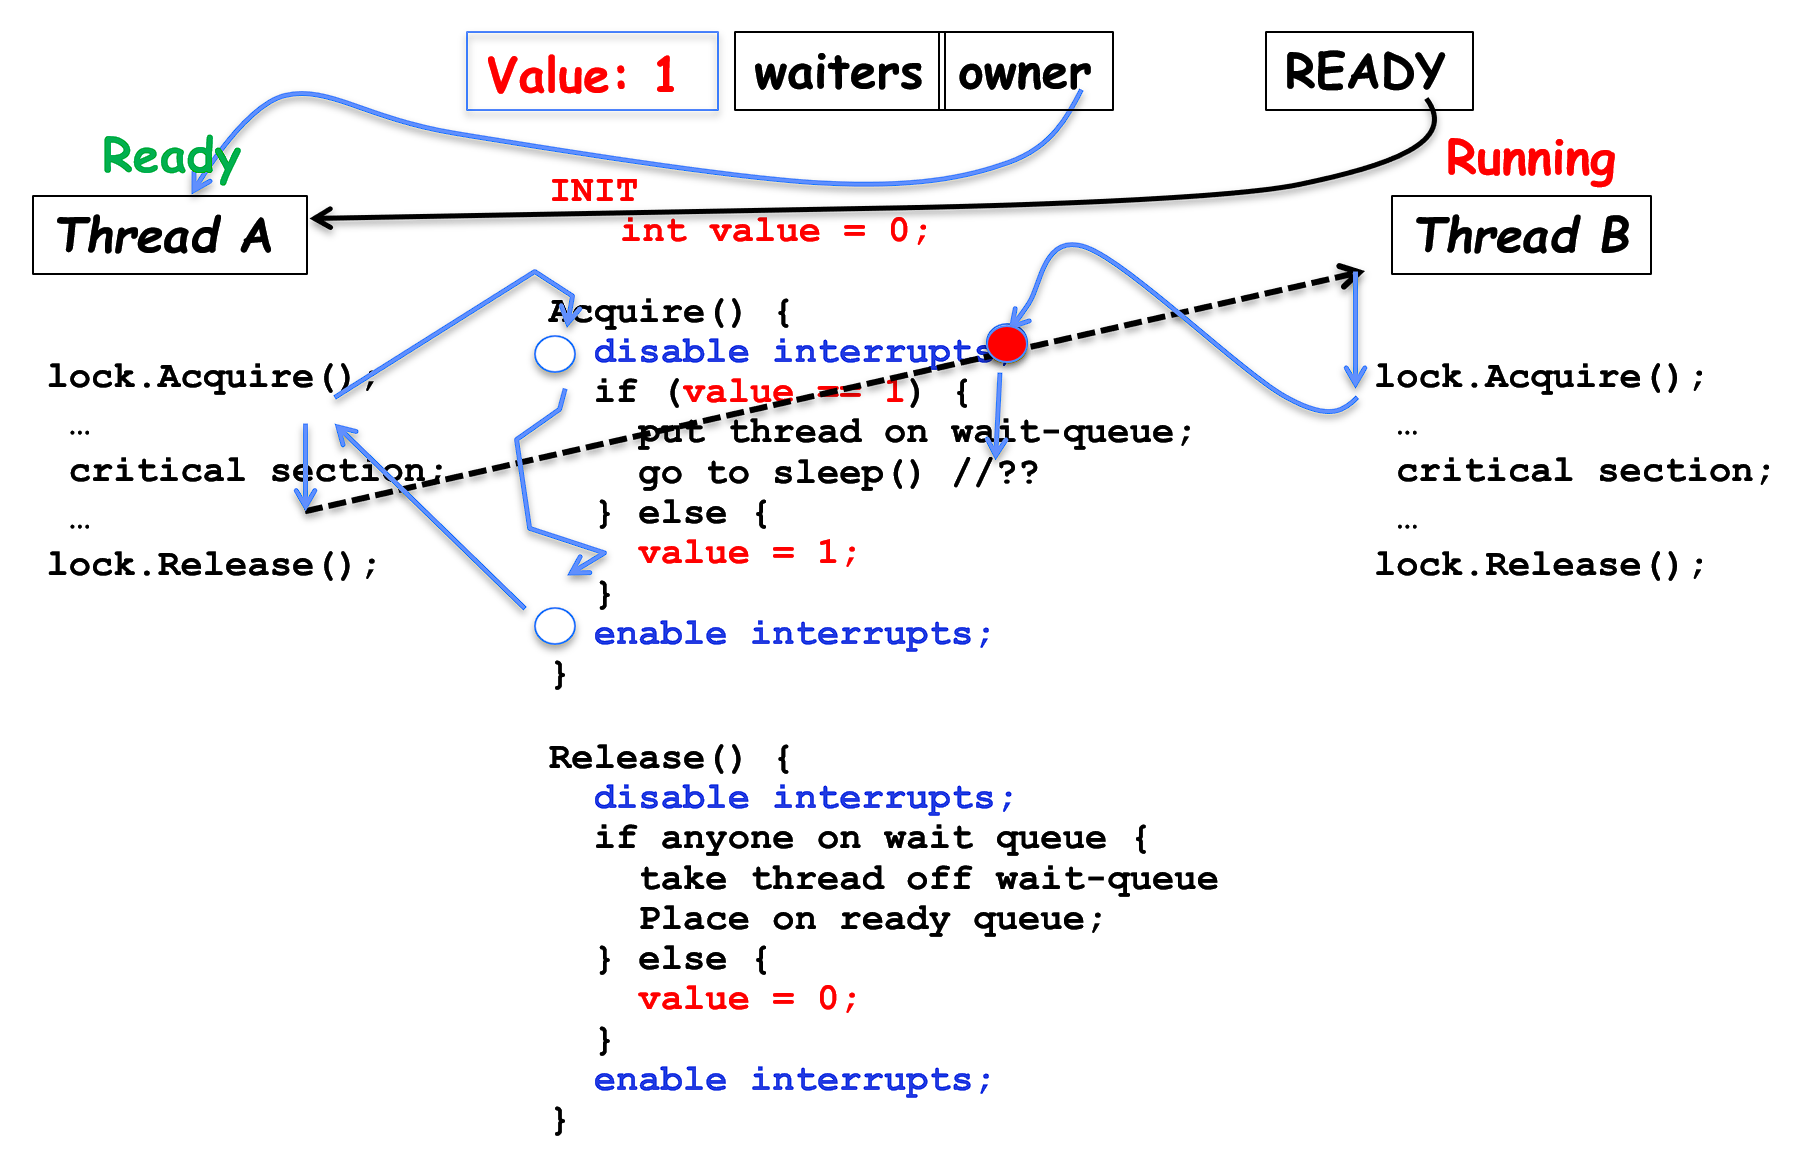 Value: 1 waiters owner READY
Ready Running
Thread A Thread B
INIT
int value = 0;
Acquire() {
disable interrupts;
if (value == 1) {
put thread on wait-queue;
go to sleep() //??
} else {
value = 1;
}
enable interrupts;
}
Release() {
disable interrupts;
if anyone on wait queue {
take thread off wait-queue
Place on ready queue;
} else {
value = 0;
}
enable interrupts;
}
lock.Acquire();
…
critical section;
…
lock.Release();
lock.Acquire();
…
critical section;
…
lock.Release();